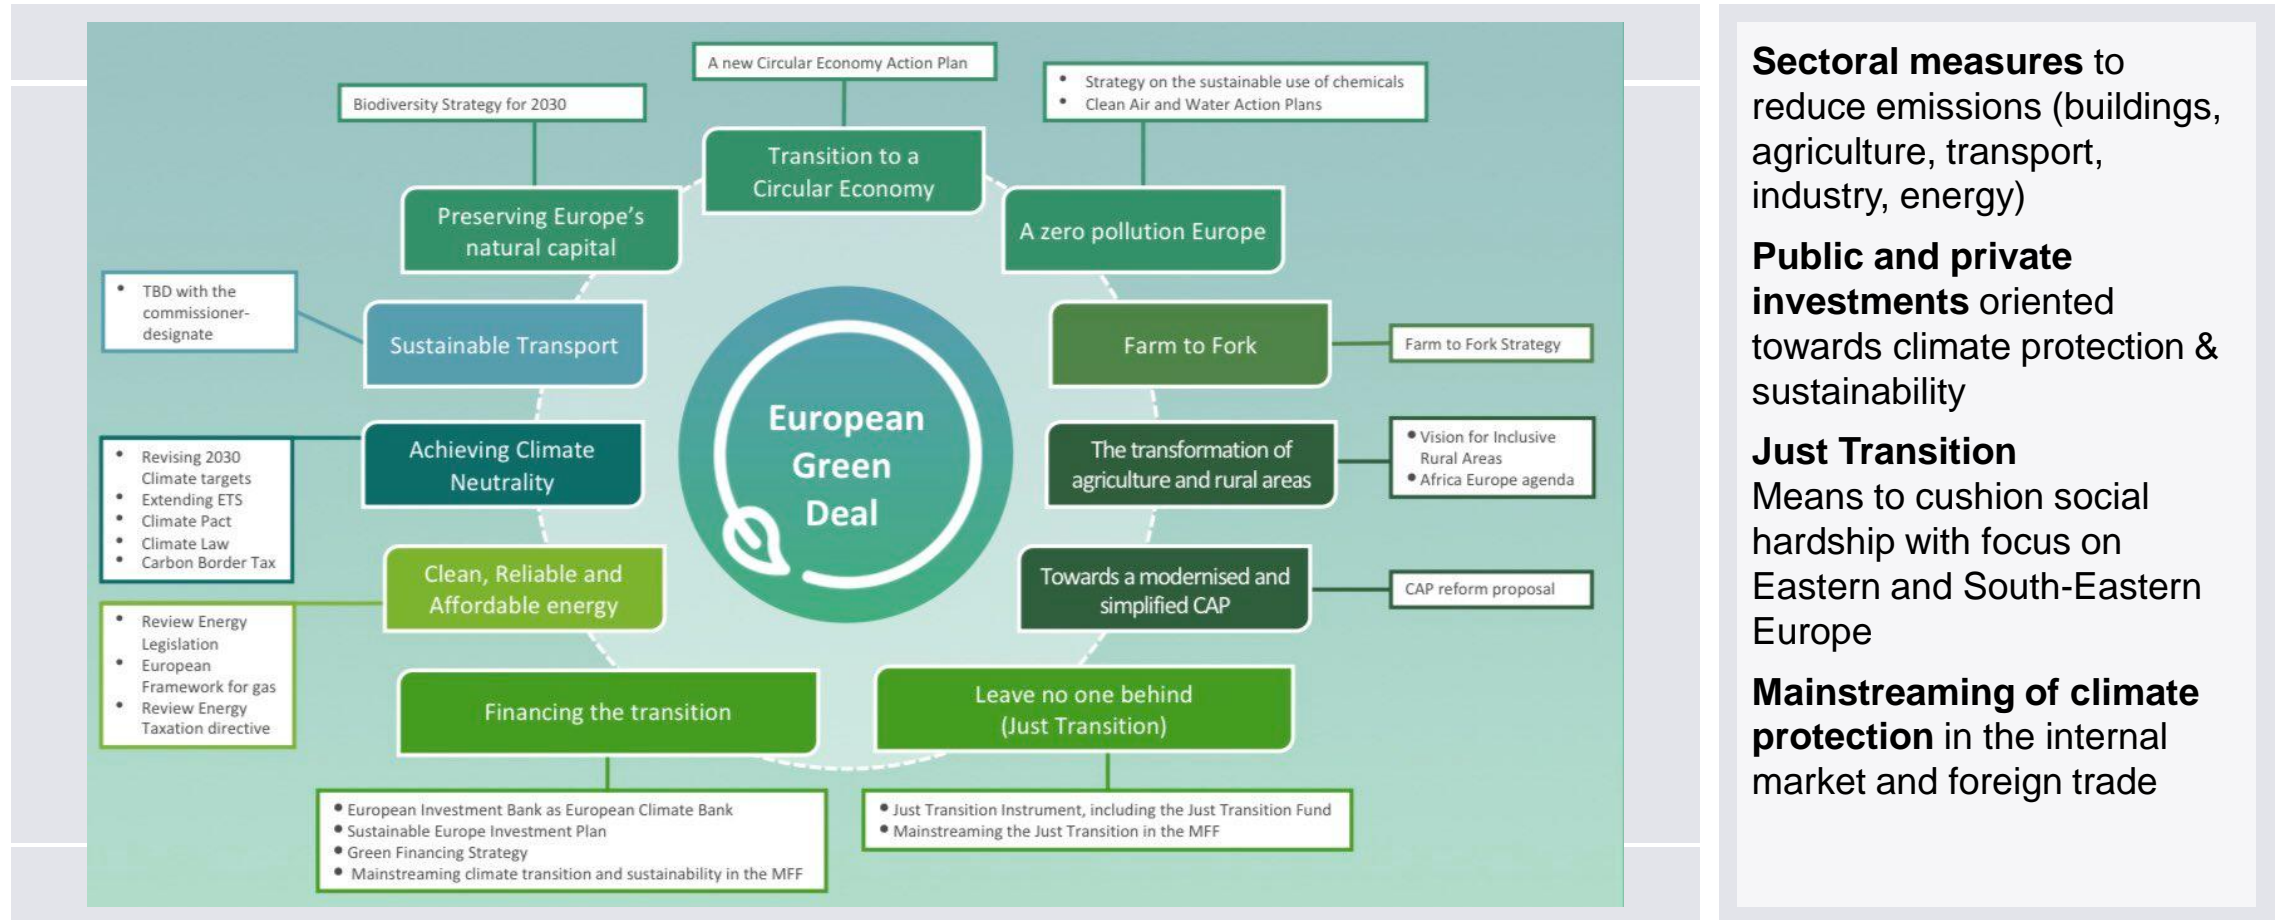 A new Circular Economy Action Plan
Biodiversity Strategy for 2030
• Strategy on the sustainable use of chemicals
• Clean Air and Water Action Plans
Transition to a
Circular Economy
Preserving Europe's
natural capital
A zero pollution Europe
• TBD with the
commissioner-
designate
Sustainable Transport
Farm to Fork
Farm to Fork Strategy
European
Green
Deal
• Revising 2030
Climate targets
• Extending ETS
• Climate Pact
• Climate Law
• Carbon Border Tax
Achieving Climate
Neutrality
The transformation of
agriculture and rural areas
• Vision for Inclusive
Rural Areas
• Africa Europe agenda
• Review Energy
Legislation
• European
Framework for gas
• Review Energy
Taxation directive
Clean, Reliable and
Affordable energy
Towards a modernised and
simplified CAP
CAP reform proposal
Financing the transition
Leave no one behind
(Just Transition)
• European Investment Bank as European Climate Bank
• Sustainable Europe Investment Plan
• Green Financing Strategy
• Mainstreaming climate transition and sustainability in the MFF
• Just Transition Instrument, including the Just Transition Fund
• Mainstreaming the Just Transition in the MFF
Sectoral measures to
reduce emissions (buildings,
agriculture, transport,
industry, energy)
Public and private
investments oriented
towards climate protection &
sustainability
Just Transition
Means to cushion social
hardship with focus on
Eastern and South-Eastern
Europe
Mainstreaming of climate
protection in the internal
market and foreign trade